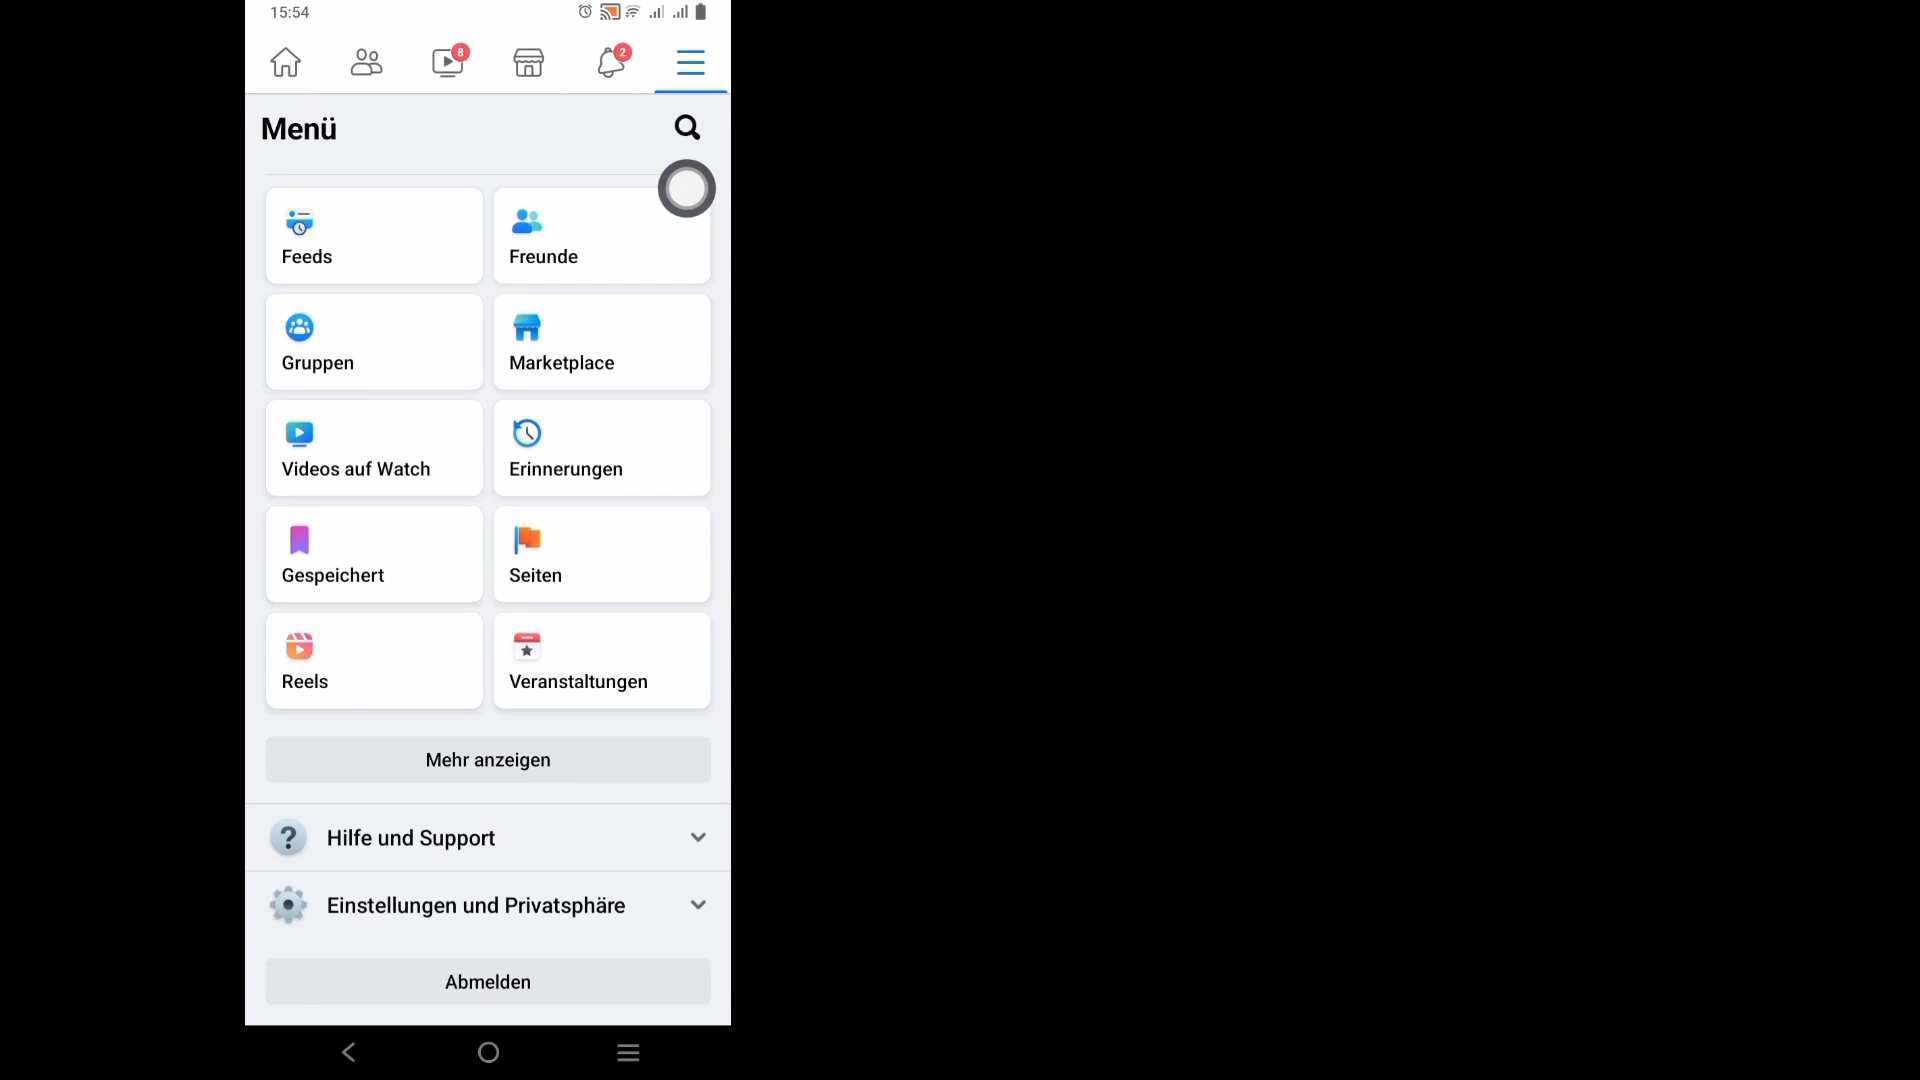 15:54
8
2
Menü
Feeds
Freunde
Gruppen
Marketplace
Videos auf Watch
Erinnerungen
Gespeichert
Seiten
Reels
Veranstaltungen
Mehr anzeigen
Hilfe und Support
Einstellungen und Privatsphäre
Abmelden